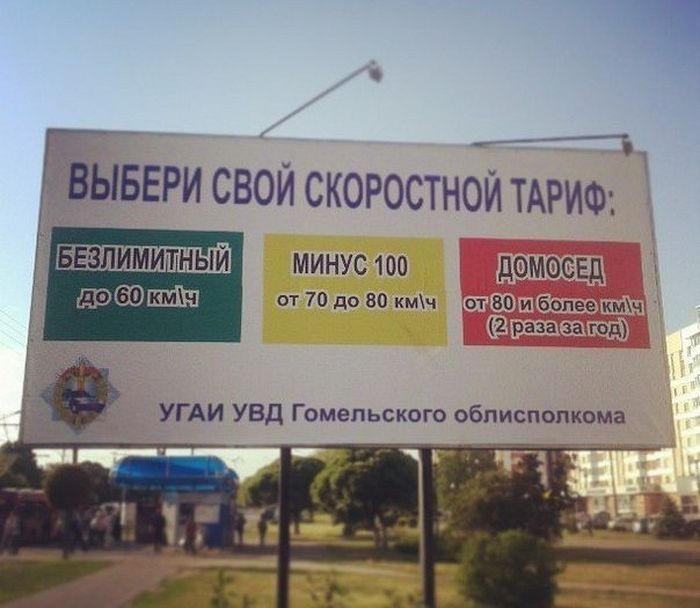 ВЫБЕРИ СВОЙ СКОРОСТНОЙ ТАРИФ:
БЕЗЛИМИТНЫЙ
до 60 км\ч
МИНУС 100
от 70 до 80 км\ч
ДОМОСЕД
от 80 и более км\ч
(2 раза за год)
УГАИ УВД Гомельского облисполкома